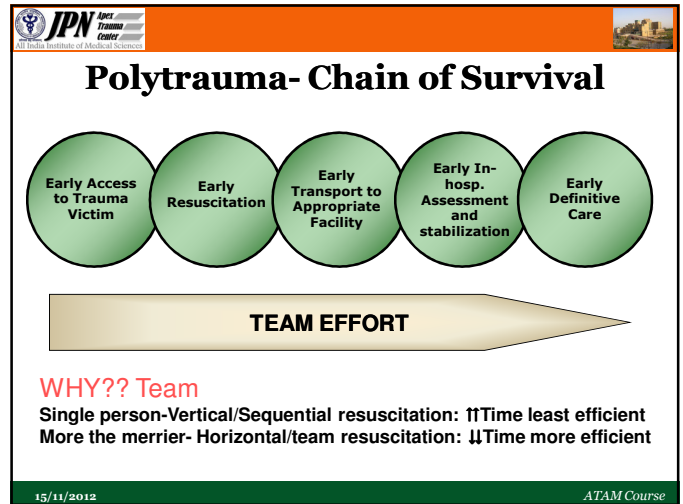 JPN Apex
Trauma
Center
All India Institute of Medical Sciences
Polytrauma- Chain of Survival
Early Access
to Trauma
Victim
Early
Resuscitation
Early
Transport to
Appropriate
Facility
Early In-
hosp.
Assessment
and
stabilization
Early
Definitive
Care
TEAM EFFORT
WHY?? Team
Single person-Vertical/Sequential resuscitation: ⇈Time least efficient
More the merrier- Horizontal/team resuscitation: ⇊Time more efficient
15/11/2012
ATAM Course